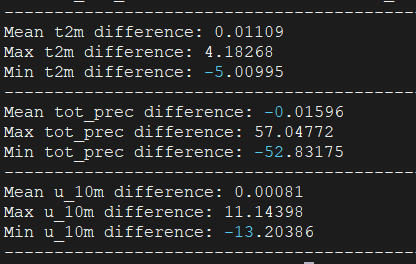 ------------------------------------------
Mean t2m difference: 0.01109
Max t2m difference: 4.18268
Min t2m difference: -5.00995
------------------------------------------
Mean tot_prec difference: -0.01596
Max tot_prec difference: 57.04772
Min tot_prec difference: -52.83175
------------------------------------------
Mean u_10m difference: 0.00081
Max u_10m difference: 11.14398
Min u_10m difference: -13.20386
------------------------------------------